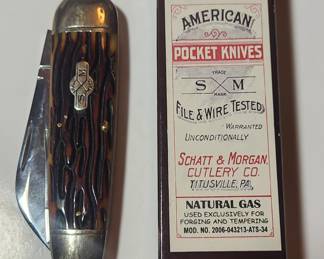 AMERICAN
POCKET KNIVES
TRADE
S M
MARK
FILE & WIRE TESTED
WARRANTED
UNCONDITIONALLY
SCHATT & MORGAN
CUTLERY CO.
TITUSVILLE, PA.
NATURAL GAS
USED EXCLUSIVELY FOR
FORGING AND TEMPERING
MOD. NO. 2006-043213-ATS-34